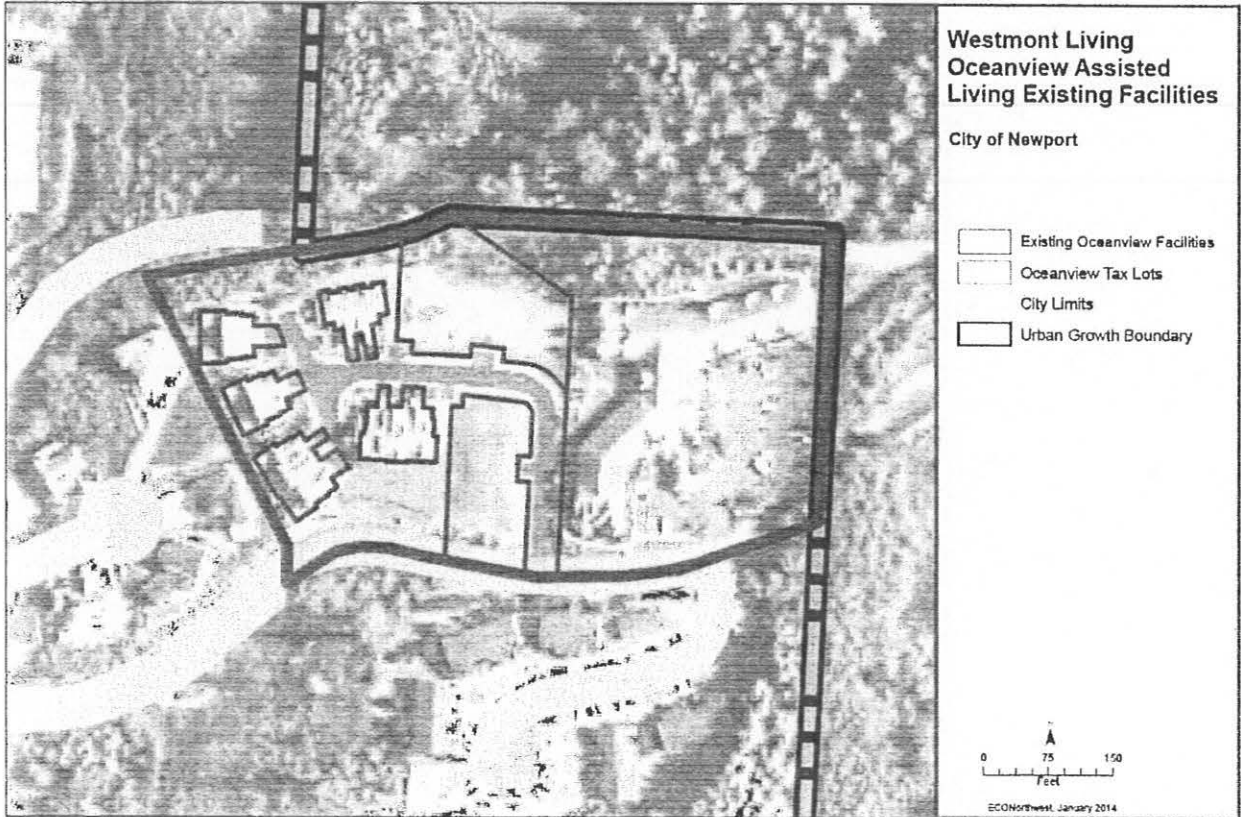 Westmont Living
Oceanview Assisted
Living Existing Facilities
City of Newport
Existing Oceanview Facilities
Oceanview Tax Lots
City Limits
Urban Growth Boundary
0 75 150
Feet
ECONorthwest, January 2014